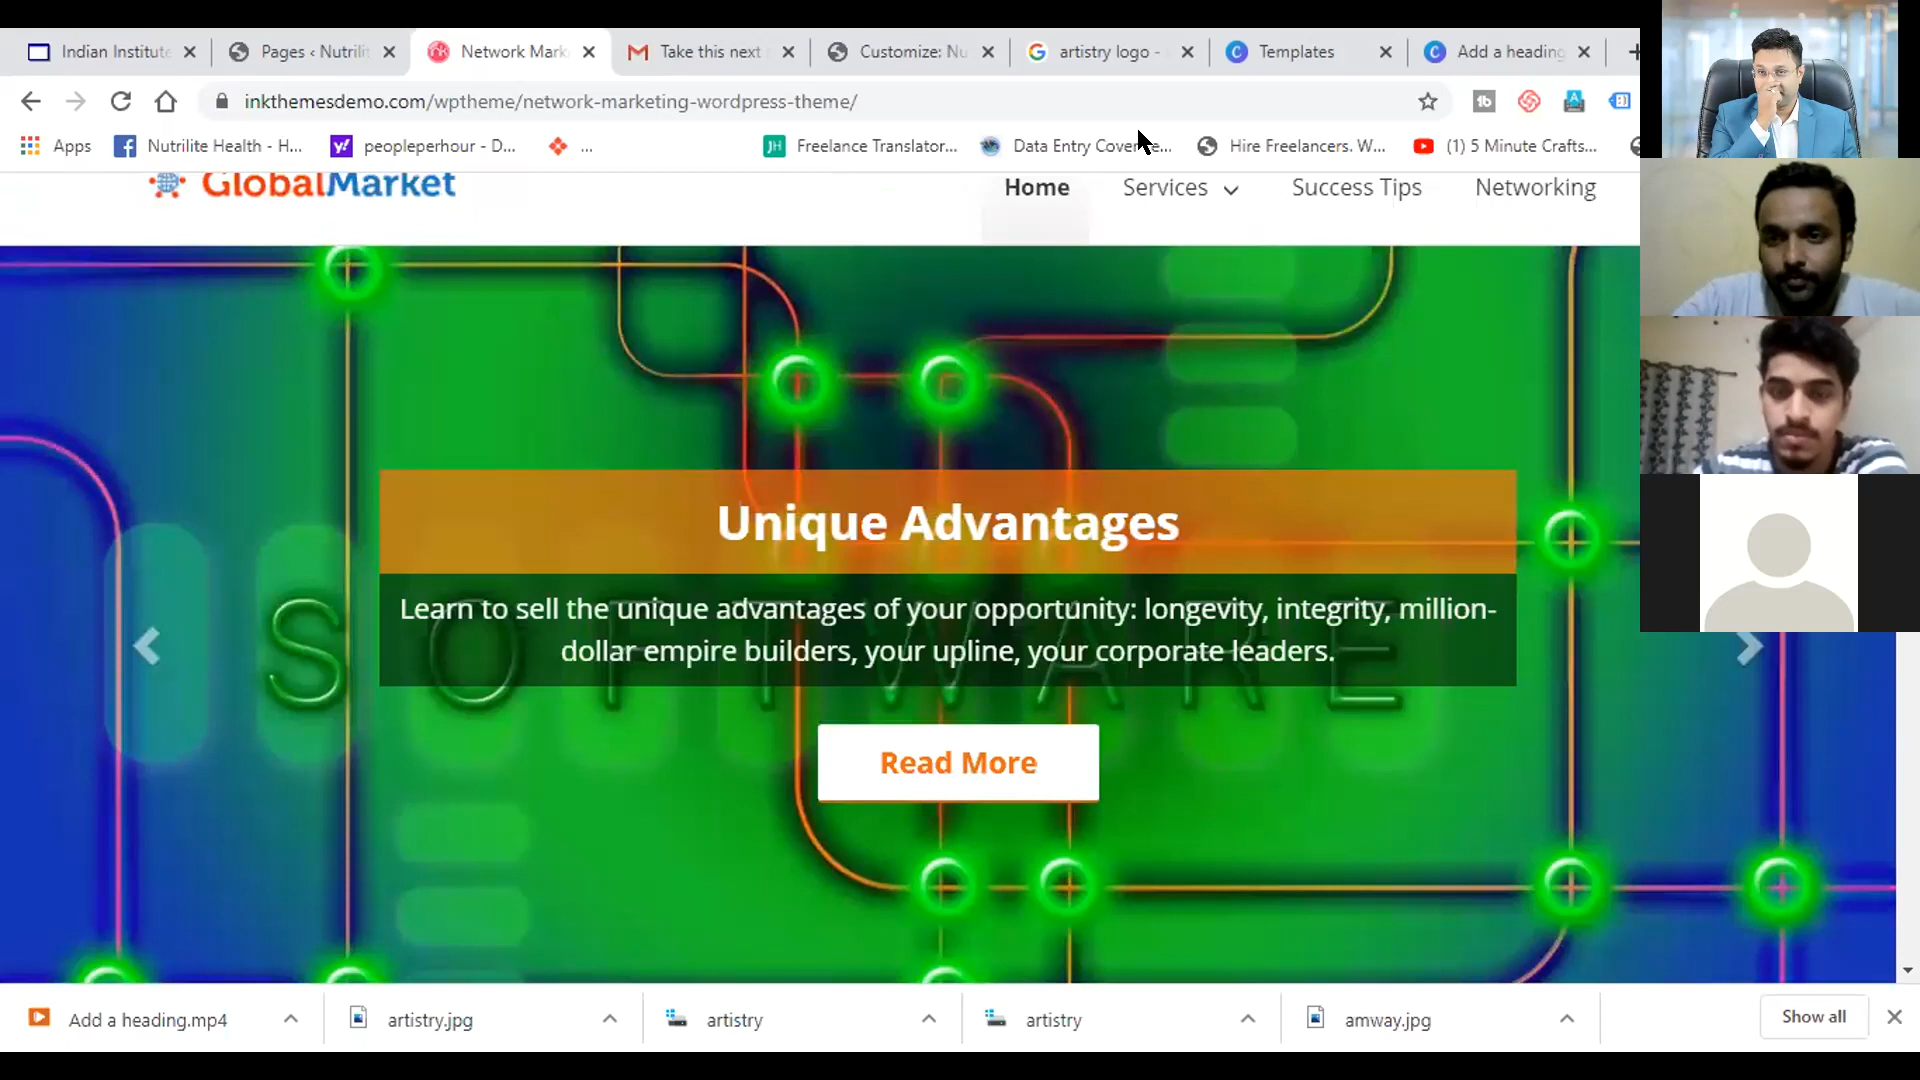 Indian Institute
Pages ‹ Nutrili
Network Mark
Take this next
Customize: Nu
artistry logo -
Templates
Add a heading
inkthemesdemo.com/wptheme/network-marketing-wordpress-theme/
Apps
Nutrilite Health - H...
peopleperhour - D...
...
Freelance Translator...
Data Entry Cove e...
Hire Freelancers. W...
(1) 5 Minute Crafts...
GlobalMarket
Home
Services
Success Tips
Networking
Unique Advantages
Learn to sell the unique advantages of your opportunity: longevity, integrity, million-
dollar empire builders, your upline, your corporate leaders.
SOFTWARE
Read More
Add a heading.mp4
artistry.jpg
artistry
artistry
amway.jpg
Show all